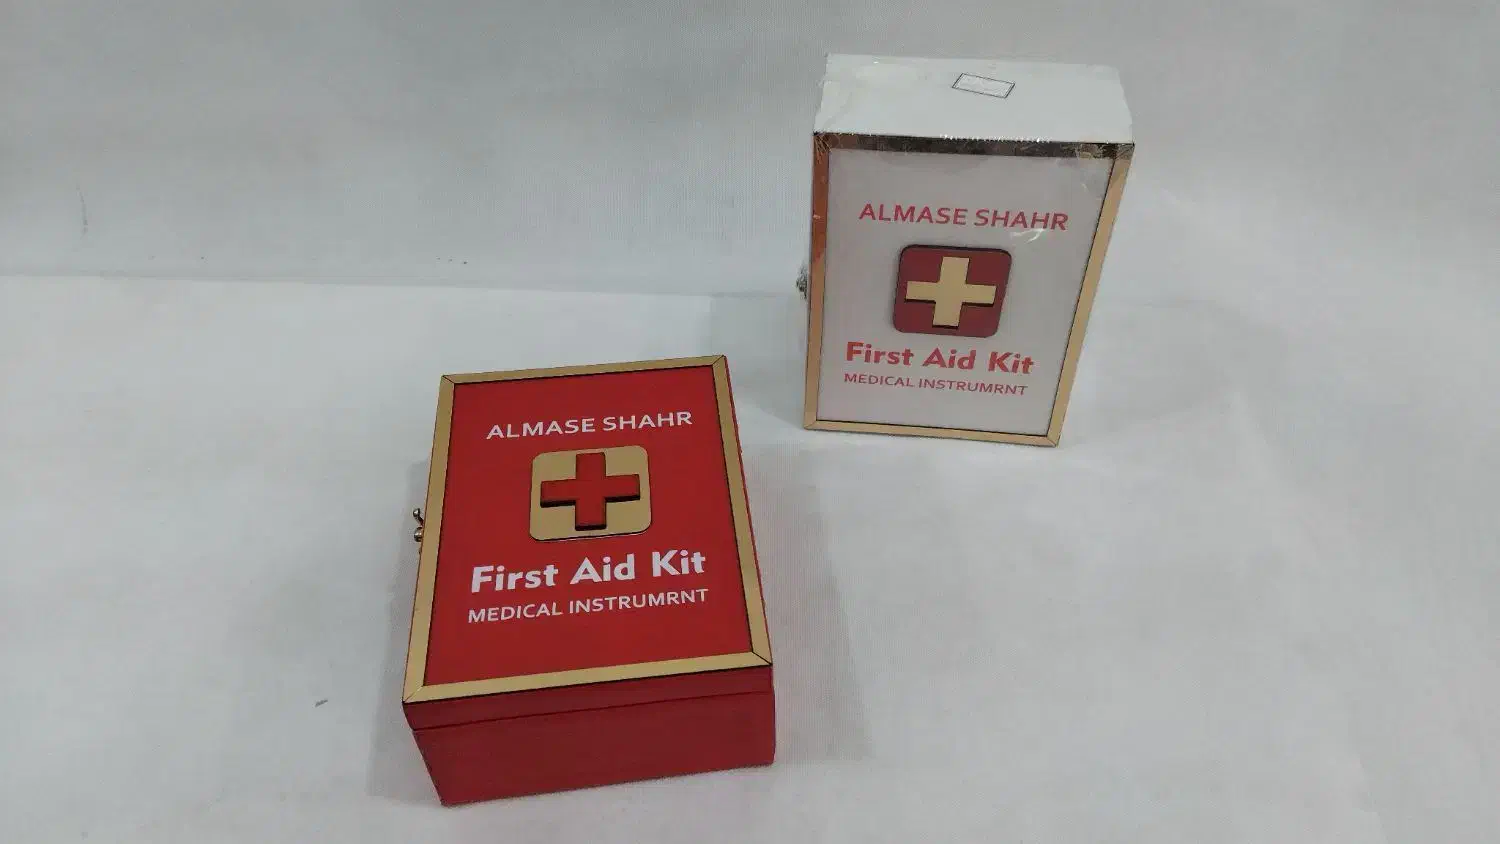 ALMASE SHAHR
First Aid Kit
MEDICAL INSTRUMRNT
ALMASE SHAHR
First Aid Kit
MEDICAL INSTRUMRNT